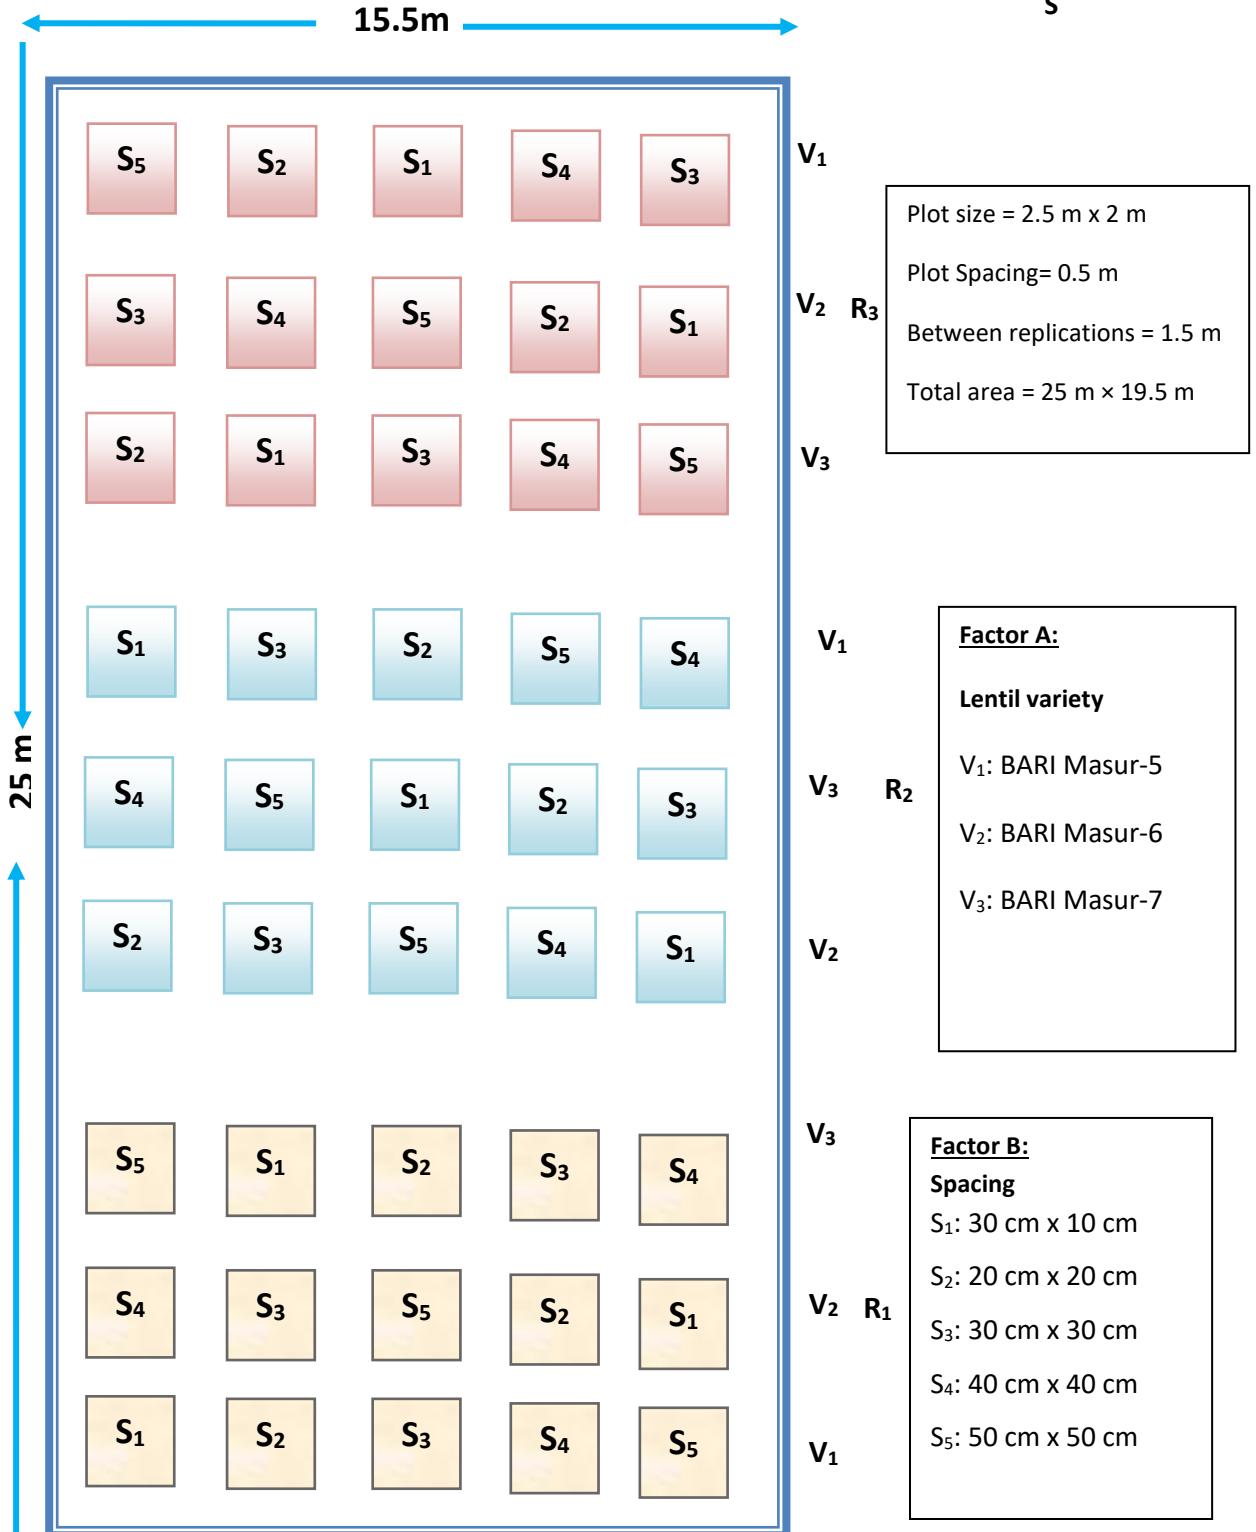 S
15.5m
S₅ S₂ S₁ S₄ S₃ V₁
S₃ S₄ S₅ S₂ S₁ V₂ R₃
S₂ S₁ S₃ S₄ S₅ V₃
Plot size = 2.5 m x 2 m
Plot Spacing= 0.5 m
Between replications = 1.5 m
Total area = 25 m × 19.5 m
25 m
S₁ S₃ S₂ S₅ S₄ V₁
S₄ S₅ S₁ S₂ S₃ V₃ R₂
S₂ S₃ S₅ S₄ S₁ V₂
Factor A:
Lentil variety
V₁: BARI Masur-5
V₂: BARI Masur-6
V₃: BARI Masur-7
S₅ S₁ S₂ S₃ S₄ V₃
S₄ S₃ S₅ S₂ S₁ V₂ R₁
S₁ S₂ S₃ S₄ S₅ V₁
Factor B:
Spacing
S₁: 30 cm x 10 cm
S₂: 20 cm x 20 cm
S₃: 30 cm x 30 cm
S₄: 40 cm x 40 cm
S₅: 50 cm x 50 cm